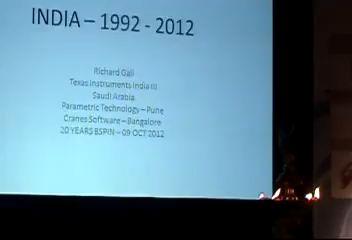 INDIA – 1992 - 2012
Richard Gall
Texas Instruments India III
Saudi Arabia
Parametric Technology – Pune
Cranes Software – Bangalore
20 YEARS BSPIN – 09 OCT 2012